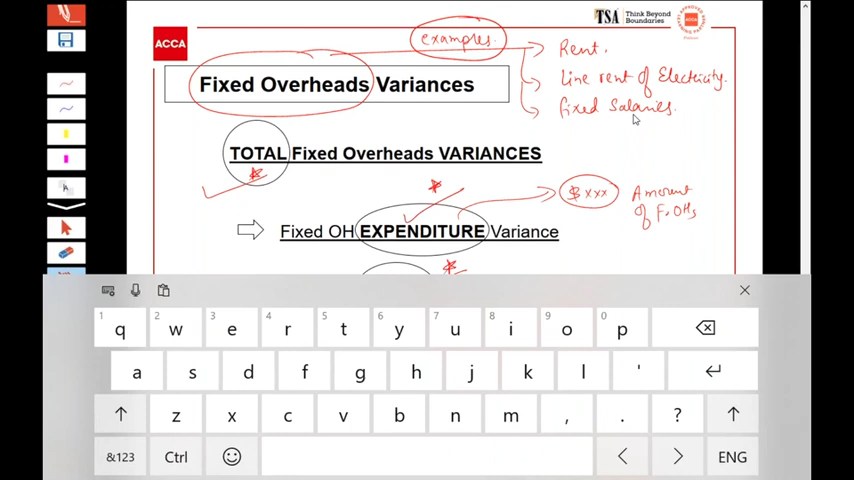 TSA Think Beyond
Boundaries
ACCA
examples.
Rent.
Line rent of Electricity.
Fixed Salaries.
Fixed Overheads Variances
TOTAL Fixed Overheads VARIANCES
$xxx
Amount
of F.OHs
Fixed OH EXPENDITURE Variance
1 2 3 4 5 6 7 8 9 0
q w e r t y u i o p
a s d f g h j k l '
z x c v b n m , . ?
&123 Ctrl ENG